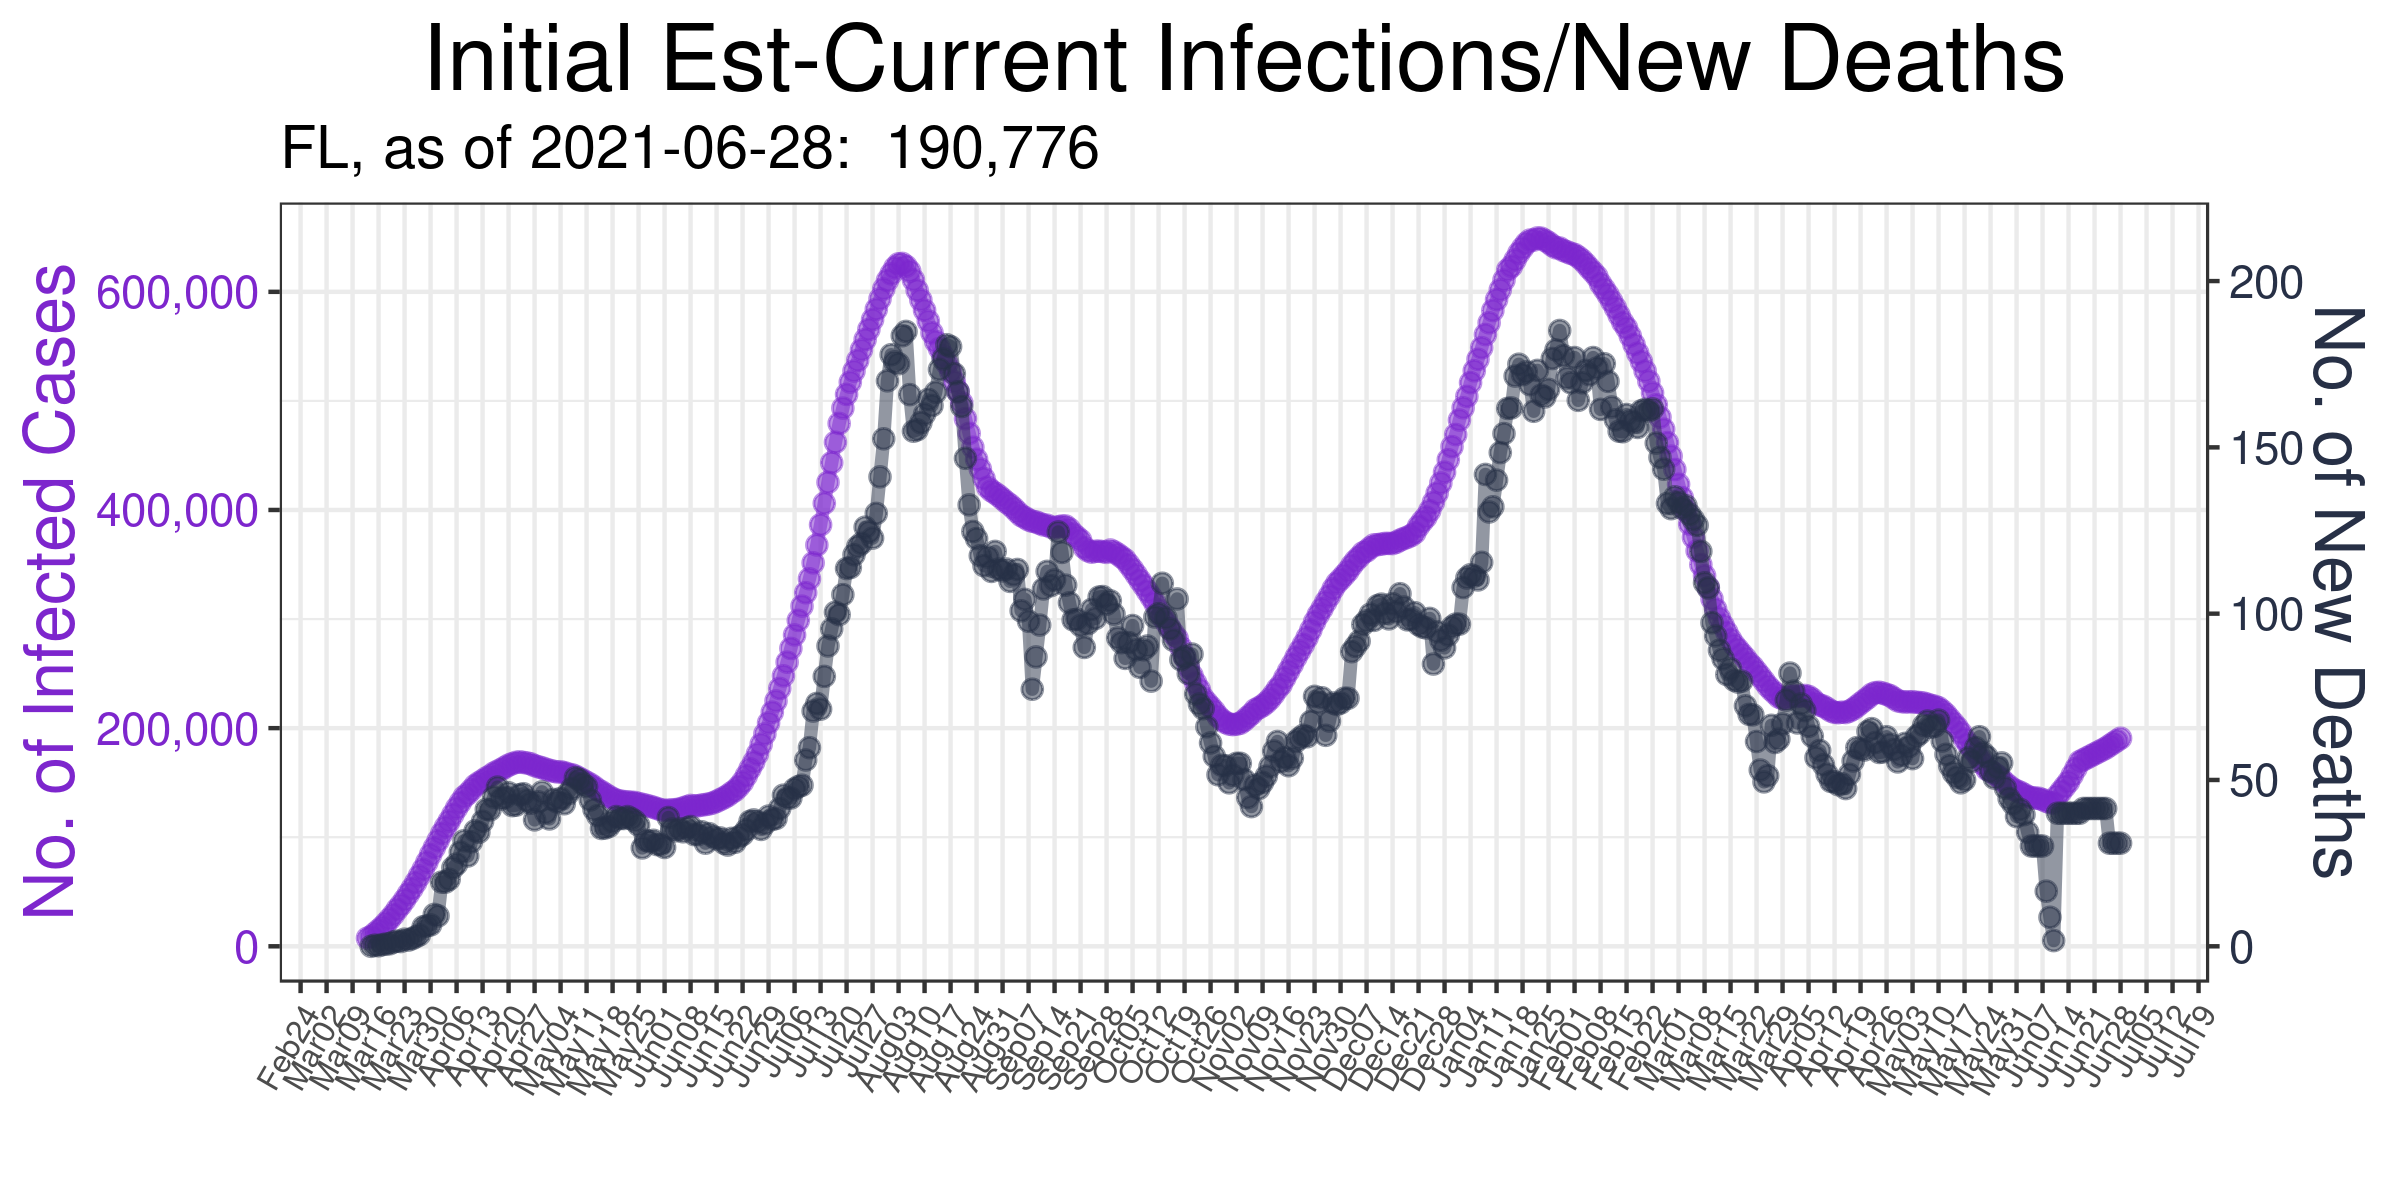 Initial Est-Current Infections/New Deaths
FL, as of 2021-06-28:  190,776
No. of Infected Cases
600,000
400,000
200,000
0
200
150
100
50
0
No. of New Deaths
Feb24
Mar02
Mar09
Mar16
Mar23
Mar30
Apr06
Apr13
Apr20
Apr27
May04
May11
May18
May25
Jun01
Jun08
Jun15
Jun22
Jun29
Jul06
Jul13
Jul20
Jul27
Aug03
Aug10
Aug17
Aug24
Aug31
Sep07
Sep14
Sep21
Sep28
Oct05
Oct12
Oct19
Oct26
Nov02
Nov09
Nov16
Nov23
Nov30
Dec07
Dec14
Dec21
Dec28
Jan04
Jan11
Jan18
Jan25
Feb01
Feb08
Feb15
Feb22
Mar01
Mar08
Mar15
Mar22
Mar29
Apr05
Apr12
Apr19
Apr26
May03
May10
May17
May24
May31
Jun07
Jun14
Jun21
Jun28
Jul05
Jul12
Jul19